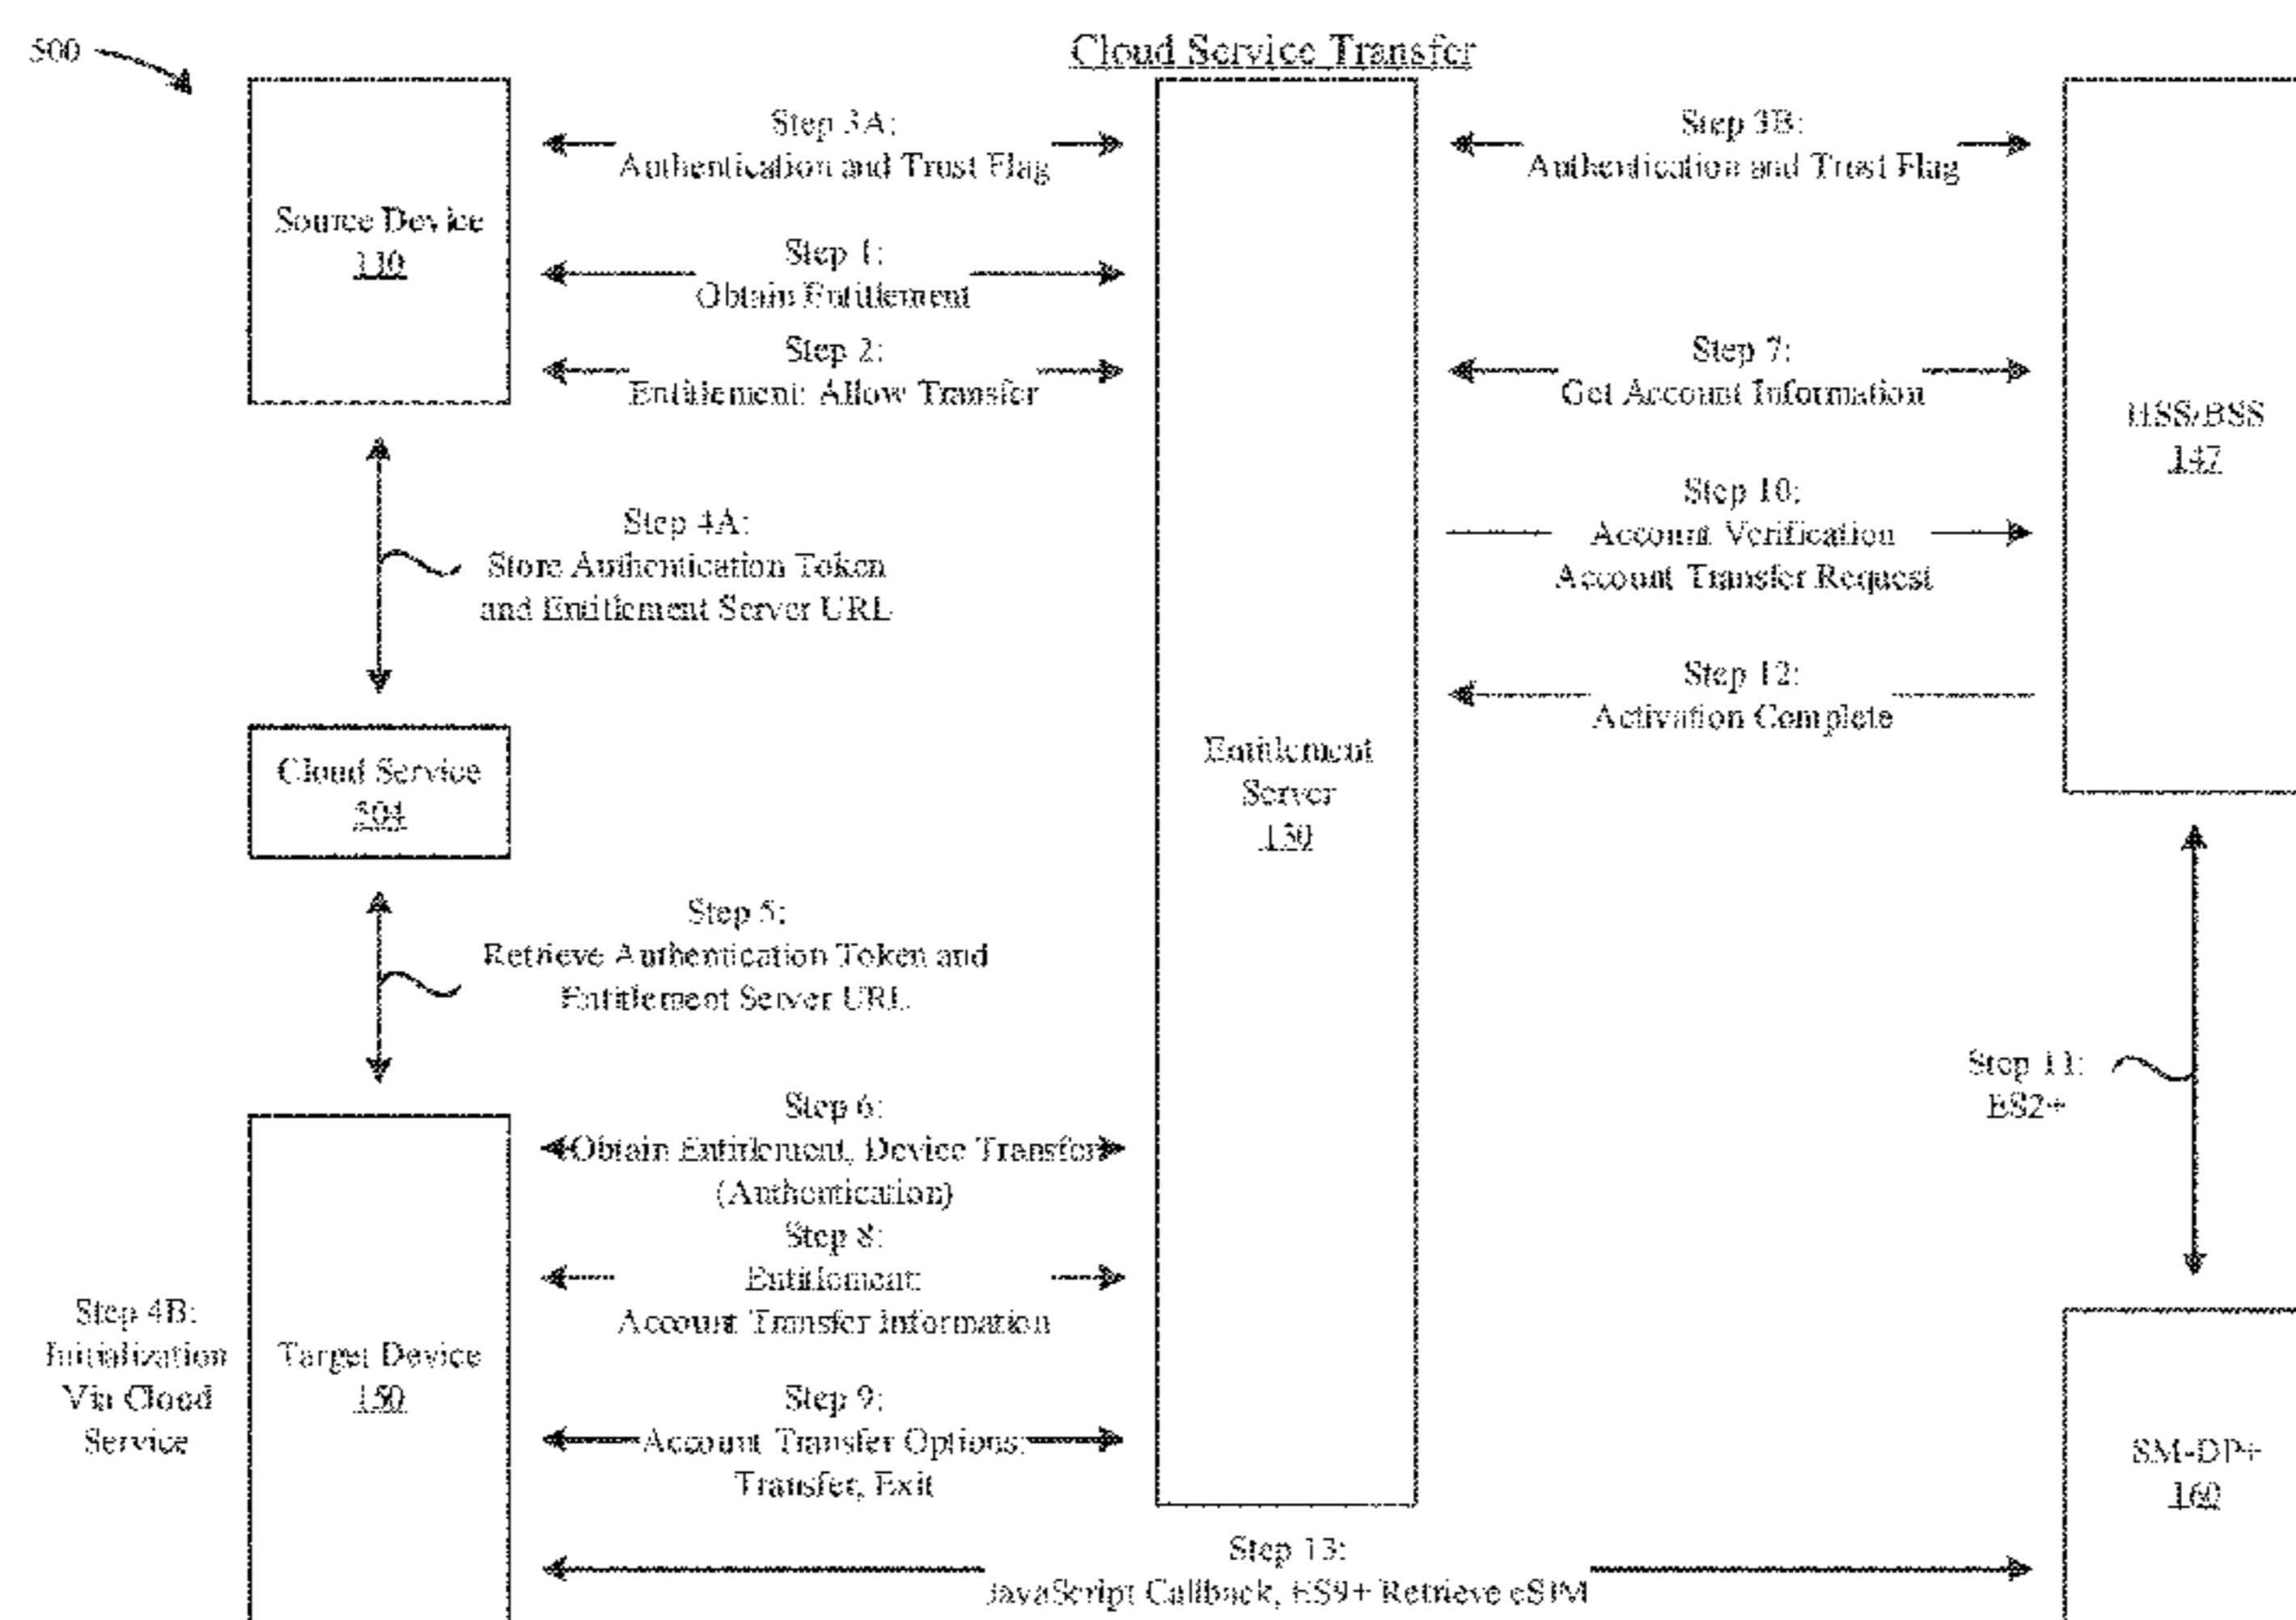 500
Cloud Service Transfer
Source Device
110
Step 3A:
Authentication and Trust Flag
Step 1:
Obtain Entitlement
Step 2:
Entitlement: Allow Transfer
Step 3B:
Authentication and Trust Flag
Step 7:
Get Account Information
Step 10:
Account Verification
Account Transfer Request
Step 12:
Activation Complete
HSS/BSS
147
Step 4A:
Store Authentication Token
and Entitlement Server URL
Cloud Service
504
Entitlement
Server
130
Step 5:
Retrieve Authentication Token and
Entitlement Server URL
Step 11:
ES2+
Step 6:
Obtain Entitlement, Device Transfer
(Authentication)
Step 8:
Entitlement:
Account Transfer Information
Step 9:
Account Transfer Options:
Transfer, Exit
Step 4B:
Initialization
Via Cloud
Service
Target Device
150
SM-DP+
160
Step 13:
JavaScript Callback, ES9+ Retrieve eSIM